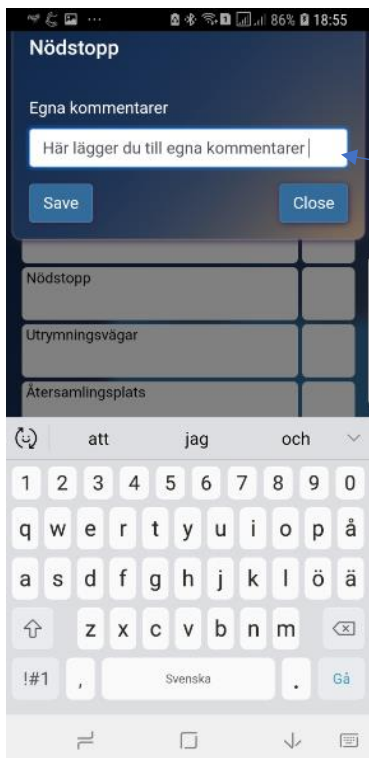 86% 18:55
Nödstopp
Egna kommentarer
Här lägger du till egna kommentarer
Save Close
Nödstopp
Utrymningsvägar
Återsamlingsplats
att jag och
1 2 3 4 5 6 7 8 9 0
q w e r t y u i o p å
a s d f g h j k l ö ä
z x c v b n m
!#1 , Svenska . Gå